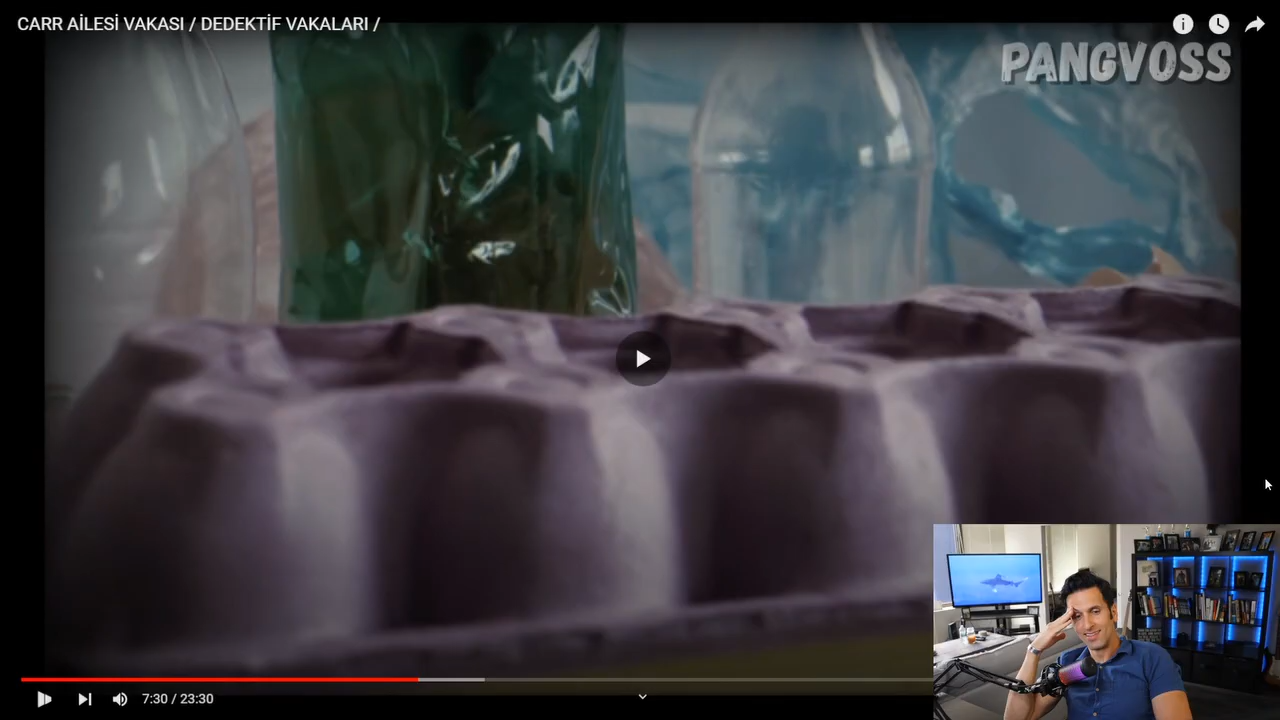 CARR AİLESİ VAKASI / DEDEKTİF VAKALARI /
PANGVOSS
7:30 / 23:30